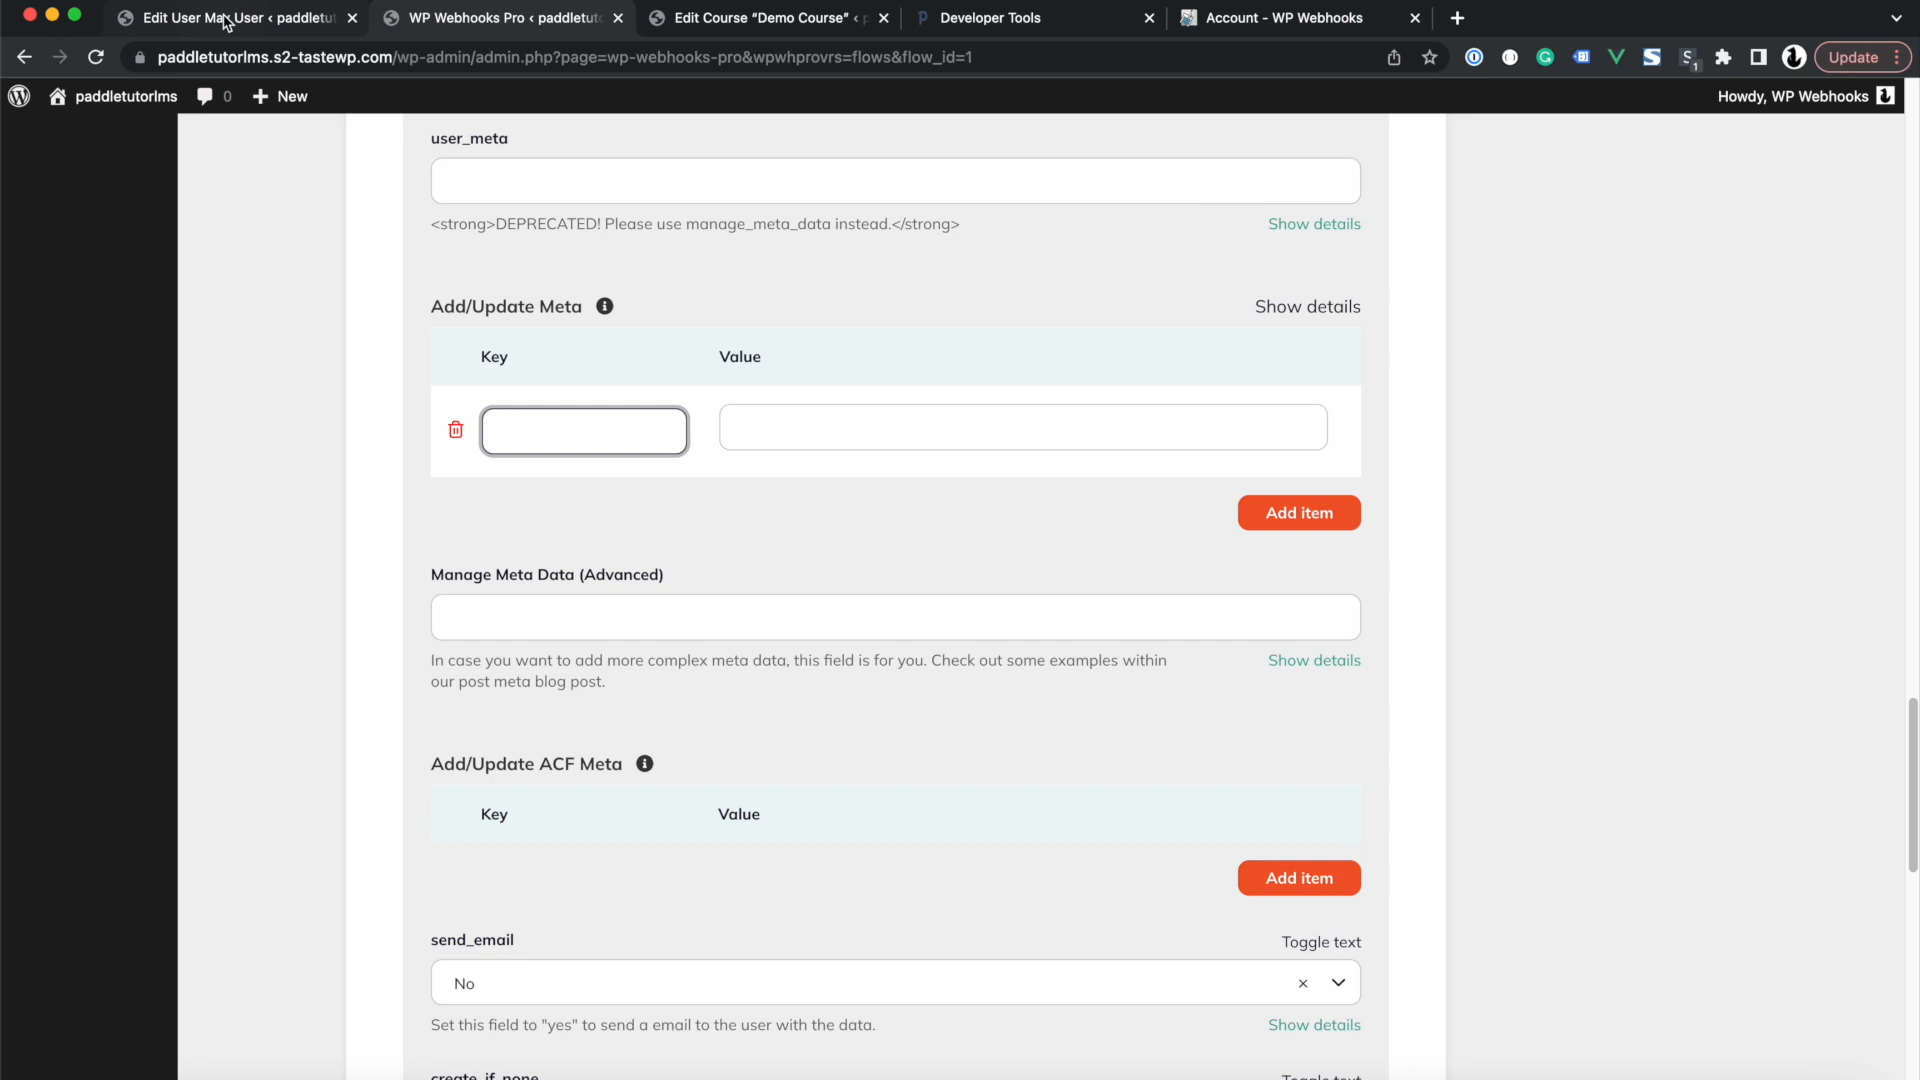 Edit User Max User ‹ paddletut
WP Webhooks Pro ‹ paddletuto
Edit Course “Demo Course” ‹ p
Developer Tools
Account - WP Webhooks
paddletutorlms.s2-tastewp.com/wp-admin/admin.php?page=wp-webhooks-pro&wpwhprovrs=flows&flow_id=1
Update
paddletutorlms
0
New
Howdy, WP Webhooks
user_meta
<strong>DEPRECATED! Please use manage_meta_data instead.</strong>
Show details
Add/Update Meta
Show details
Key
Value
Add item
Manage Meta Data (Advanced)
In case you want to add more complex meta data, this field is for you. Check out some examples within
our post meta blog post.
Show details
Add/Update ACF Meta
Key
Value
Add item
send_email
Toggle text
No
Set this field to "yes" to send a email to the user with the data.
Show details
create_if_none
Toggle text